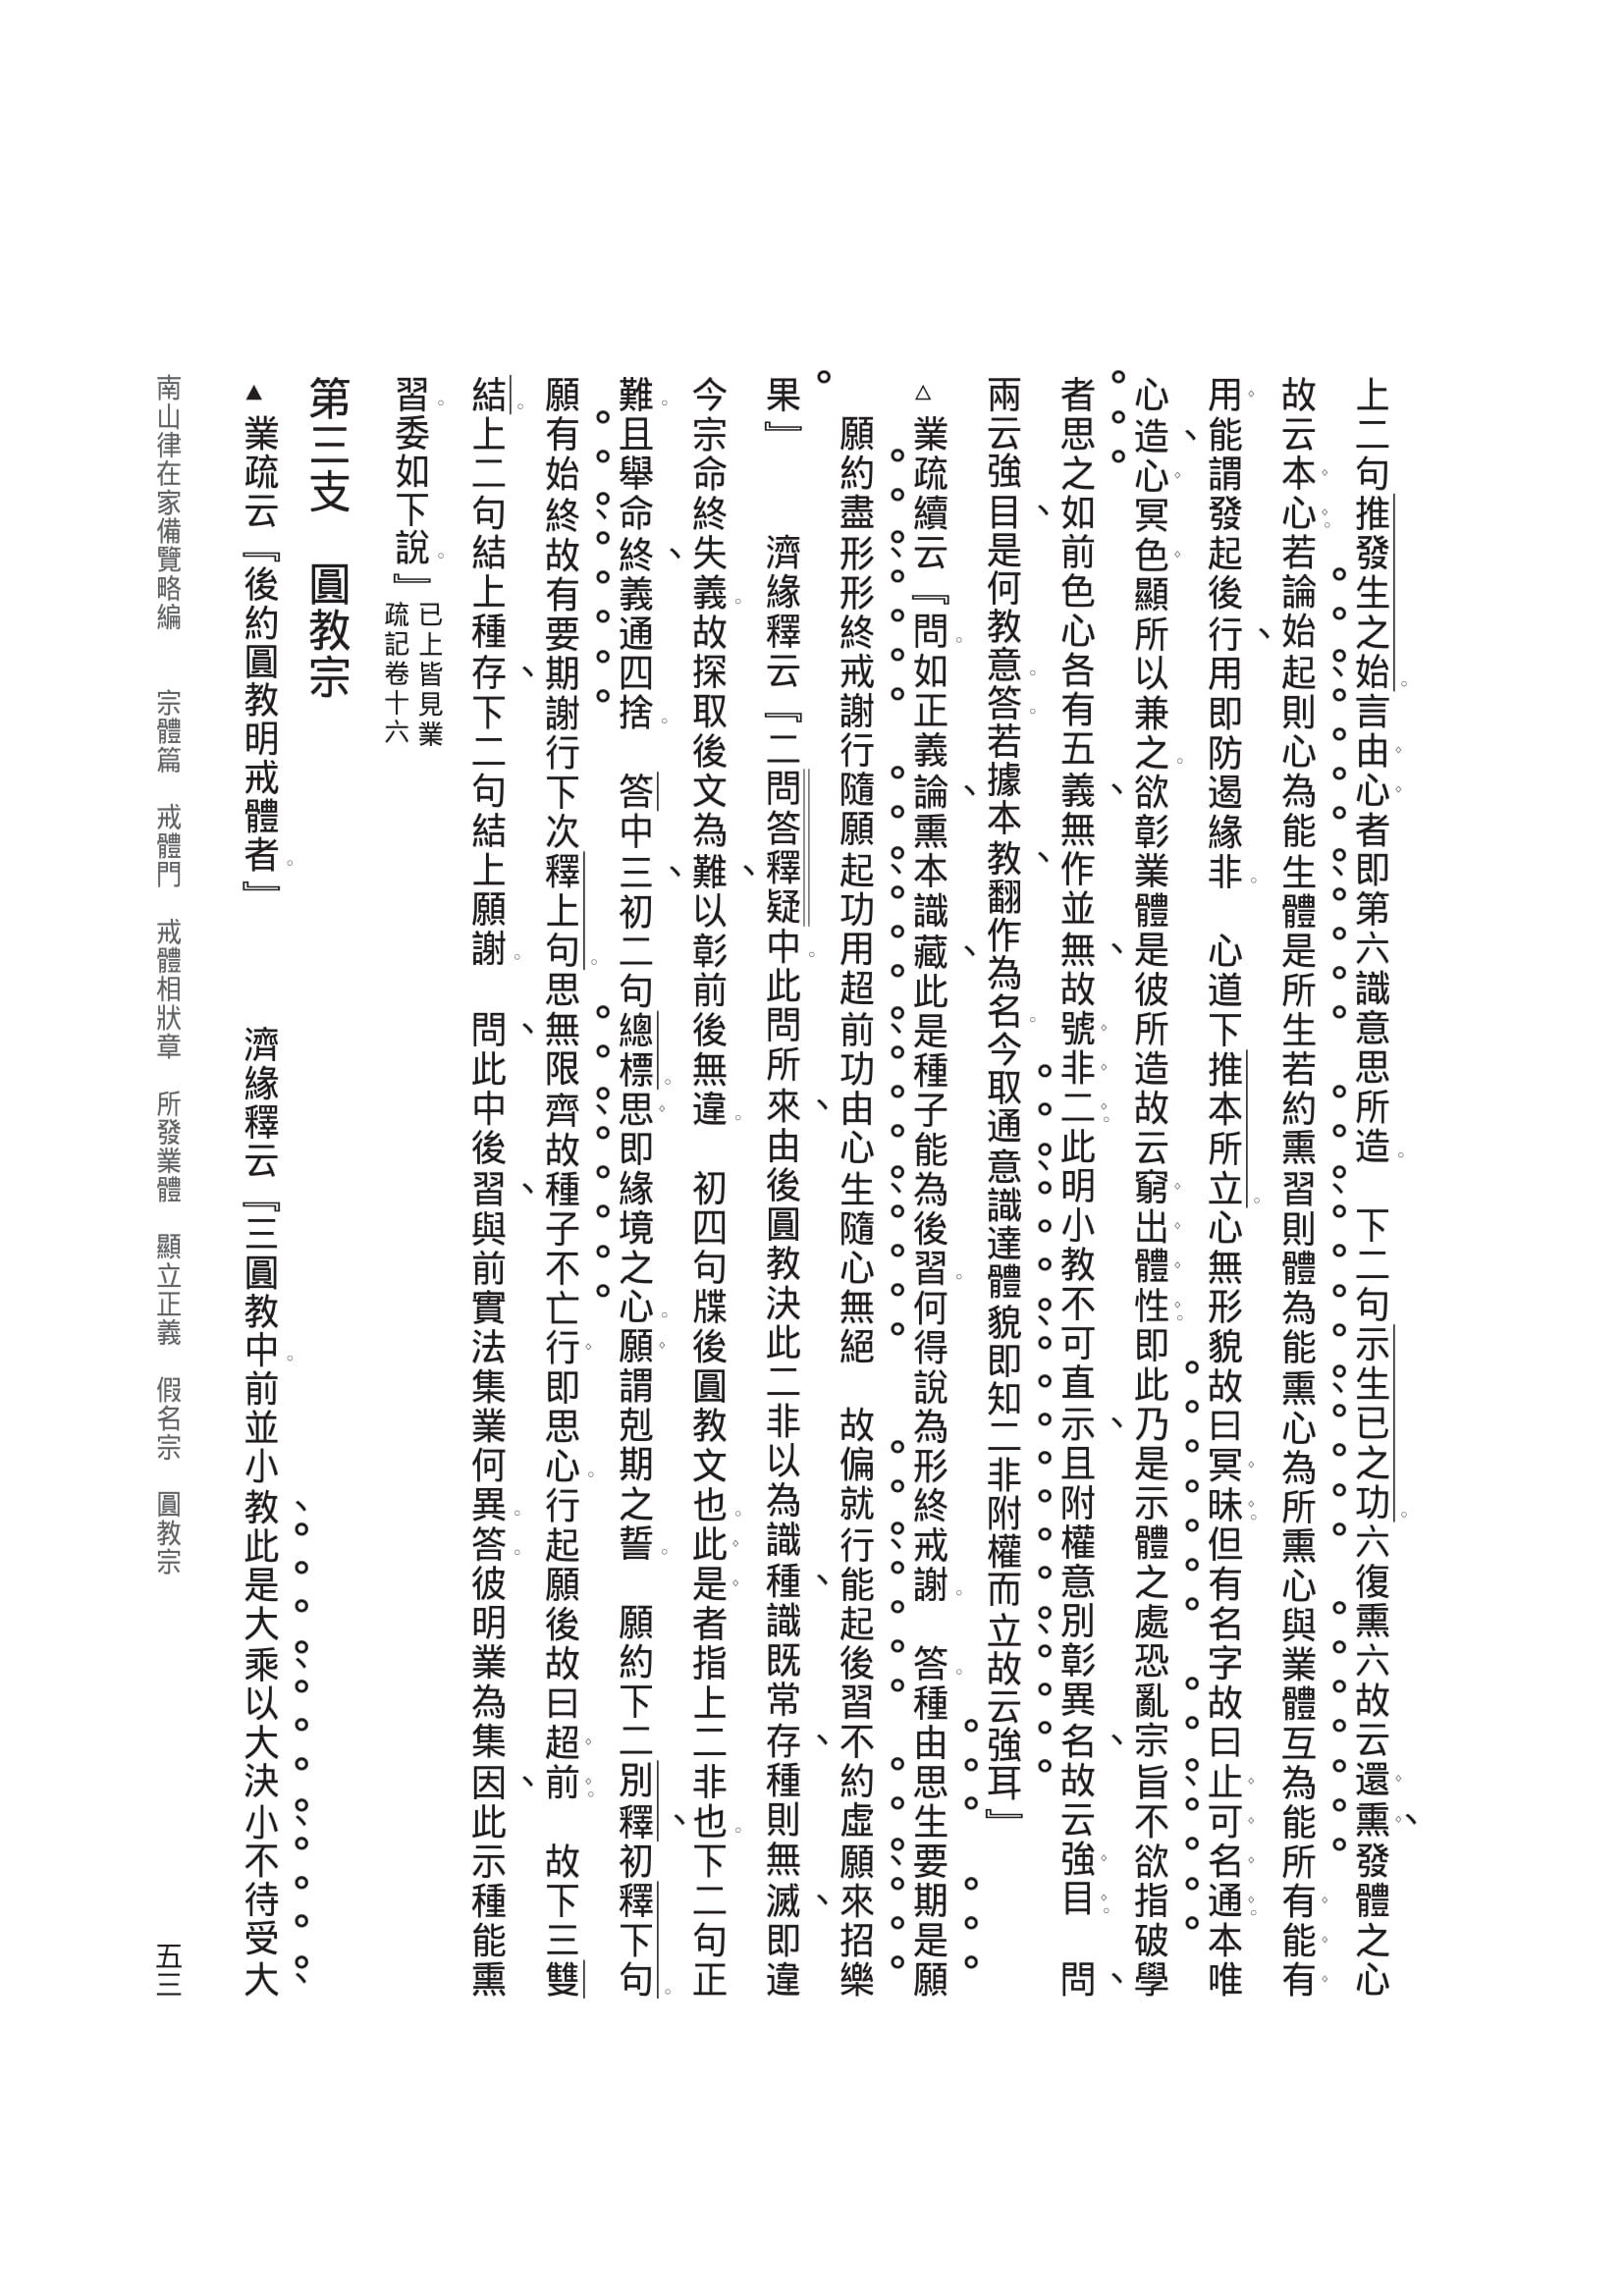 上二句推發生之始言由心者即第六識意思所造　下二句示生已之功六復熏六故云還熏發體之心
故云本心若論始起則心為能生體是所生若約熏習則體為能熏心為所熏心與業體互為能所有能有
用能謂發起後行用即防遏緣非　心道下推本所立心無形貌故曰冥昧但有名字故曰止可名通本唯
心造心冥色顯所以兼之欲彰業體是彼所造故云窮出體性即此乃是示體之處恐亂宗旨不欲指破學
者思之如前色心各有五義無作並無故號非二此明小教不可直示且附權意別彰異名故云強目　問
兩云強目是何教意答若據本教翻作為名今取通意識達體貌即知二非附權而立故云強耳』
△業疏續云『問如正義論熏本識藏此是種子能為後習何得說為形終戒謝　答種由思生要期是願
願約盡形形終戒謝行隨願起功用超前功由心生隨心無絕　故偏就行能起後習不約虛願來招樂
果』　　濟緣釋云『二問答釋疑中此問所來由後圓教決此二非以為識種識既常存種則無滅即違
今宗命終失義故探取後文為難以彰前後無違　初四句牒後圓教文也此是者指上二非也下二句正
難且舉命終義通四捨　答中三初二句總標思即緣境之心願謂剋期之誓　願約下二別釋初釋下句
願有始終故有要期謝行下次釋上句思無限齊故種子不亡行即思心行起願後故曰超前　故下三雙
結上二句結上種存下二句結上願謝　問此中後習與前實法集業何異答彼明業為集因此示種能熏
習委如下說』已上皆見業疏記卷十六
第三支　圓教宗
▲業疏云『後約圓教明戒體者』　　　濟緣釋云『三圓教中前並小教此是大乘以大決小不待受大
南山律在家備覽略編　　宗體篇　戒體門　戒體相狀章　所發業體　顯立正義　假名宗　圓教宗
五三